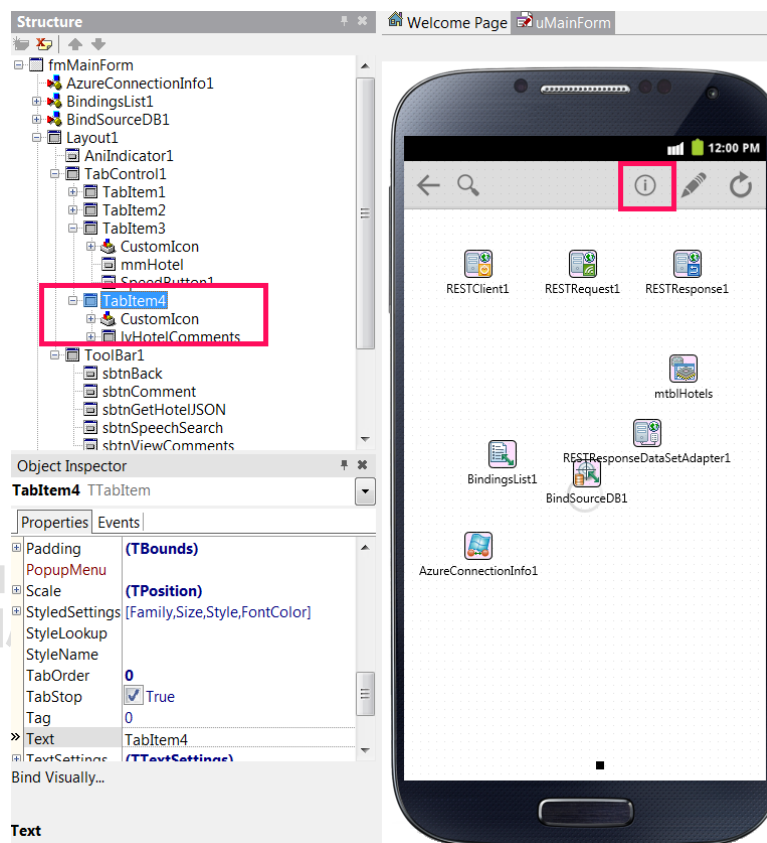 Structure
fmMainForm
AzureConnectionInfo1
BindingsList1
BindSourceDB1
Layout1
AniIndicator1
TabControl1
TabItem1
TabItem2
TabItem3
CustomIcon
mmHotel
SpeedButton1
TabItem4
CustomIcon
lvHotelComments
ToolBar1
sbtnBack
sbtnComment
sbtnGetHotelJSON
sbtnSpeechSearch
sbtnViewComments
Object Inspector
TabItem4 TTabItem
Properties Events
Padding (TBounds)
PopupMenu
Scale (TPosition)
StyledSettings [Family,Size,Style,FontColor]
StyleLookup
StyleName
TabOrder 0
TabStop True
Tag 0
Text TabItem4
TextSettings (TTextSettings)
Bind Visually...
Text
Welcome Page uMainForm
12:00 PM
RESTClient1 RESTRequest1 RESTResponse1
mtblHotels
RESTResponseDataSetAdapter1
BindingsList1
BindSourceDB1
AzureConnectionInfo1